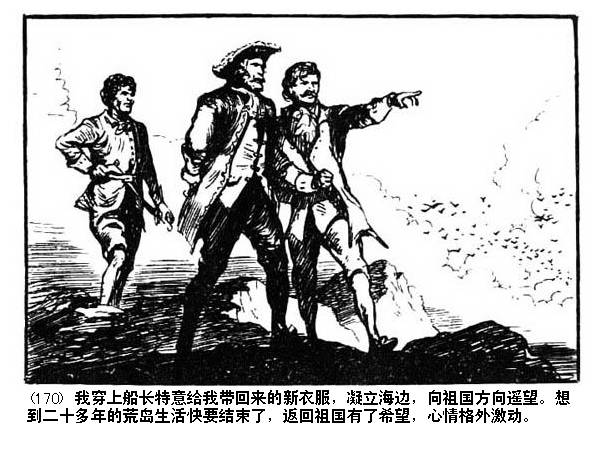 (170) 我穿上船长特意给我带回来的新衣服，凝立海边，向祖国方向遥望。想
到二十多年的荒岛生活快要结束了，返回祖国有了希望，心情格外激动。